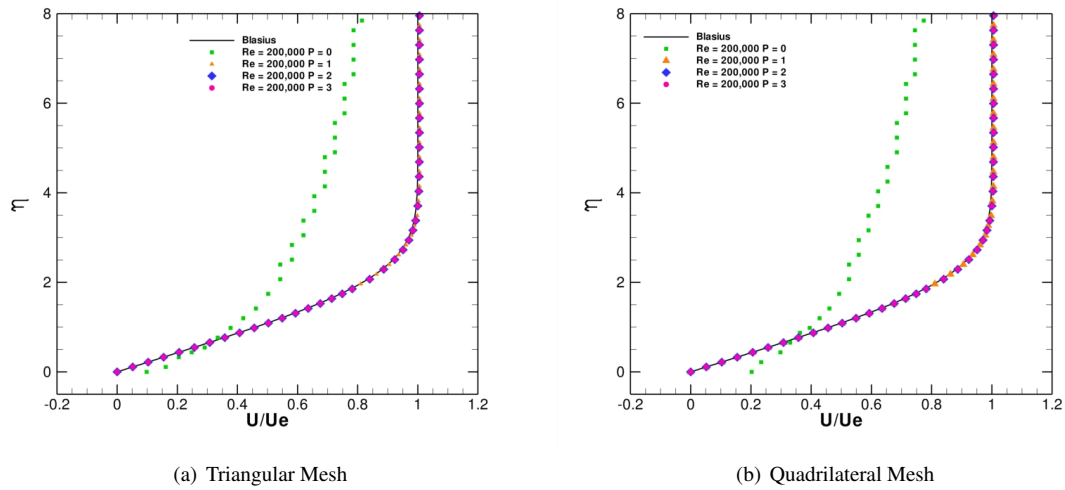 Blasius
Re = 200,000 P = 0
Re = 200,000 P = 1
Re = 200,000 P = 2
Re = 200,000 P = 3
8
6
4
2
0
η
-0.2 0 0.2 0.4 0.6 0.8 1 1.2
U/Ue
(a) Triangular Mesh
Blasius
Re = 200,000 P = 0
Re = 200,000 P = 1
Re = 200,000 P = 2
Re = 200,000 P = 3
8
6
4
2
0
η
-0.2 0 0.2 0.4 0.6 0.8 1 1.2
U/Ue
(b) Quadrilateral Mesh